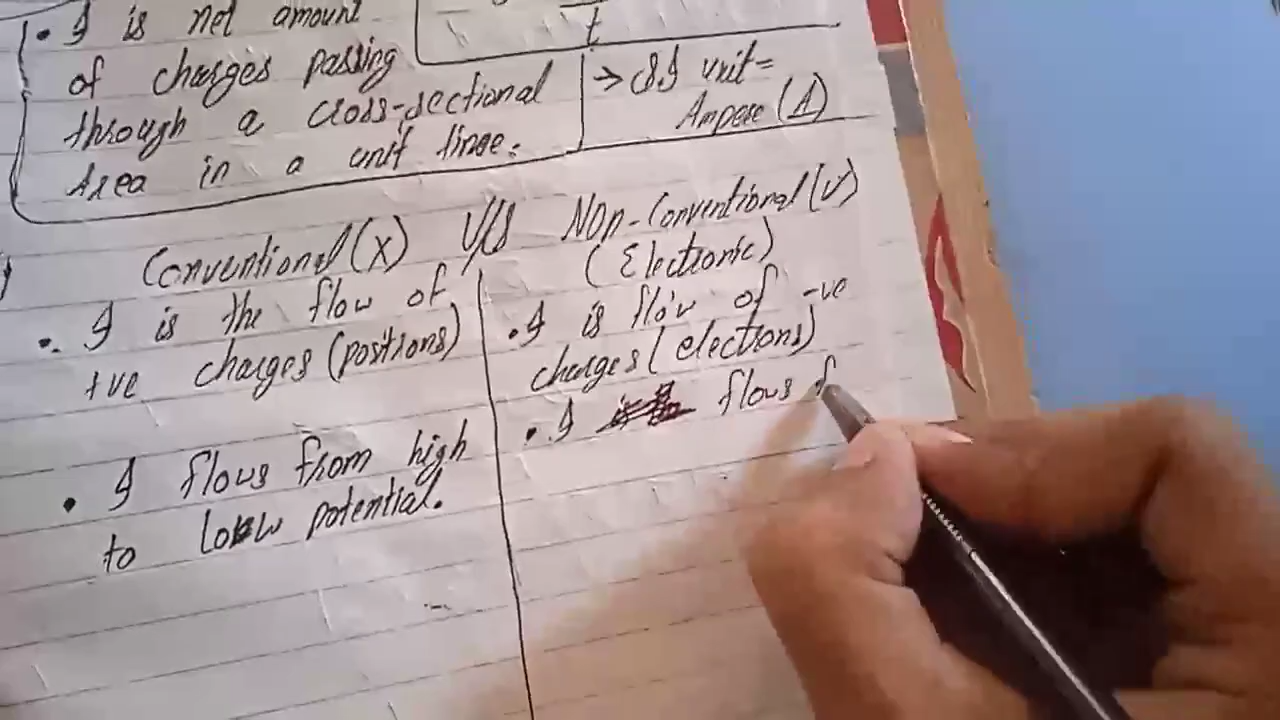 • I is net amount
of charges passing
through a cross-sectional
Area in a unit time.
t
→ SI unit =
Ampere (A)
Conventional (x) V/S Non-Conventional (✓)
(Electronic)
• I is the flow of
+ve charges (positions)
• I flows from high
to low potential.
• I is flow of -ve
charges (elections)
• I flows f